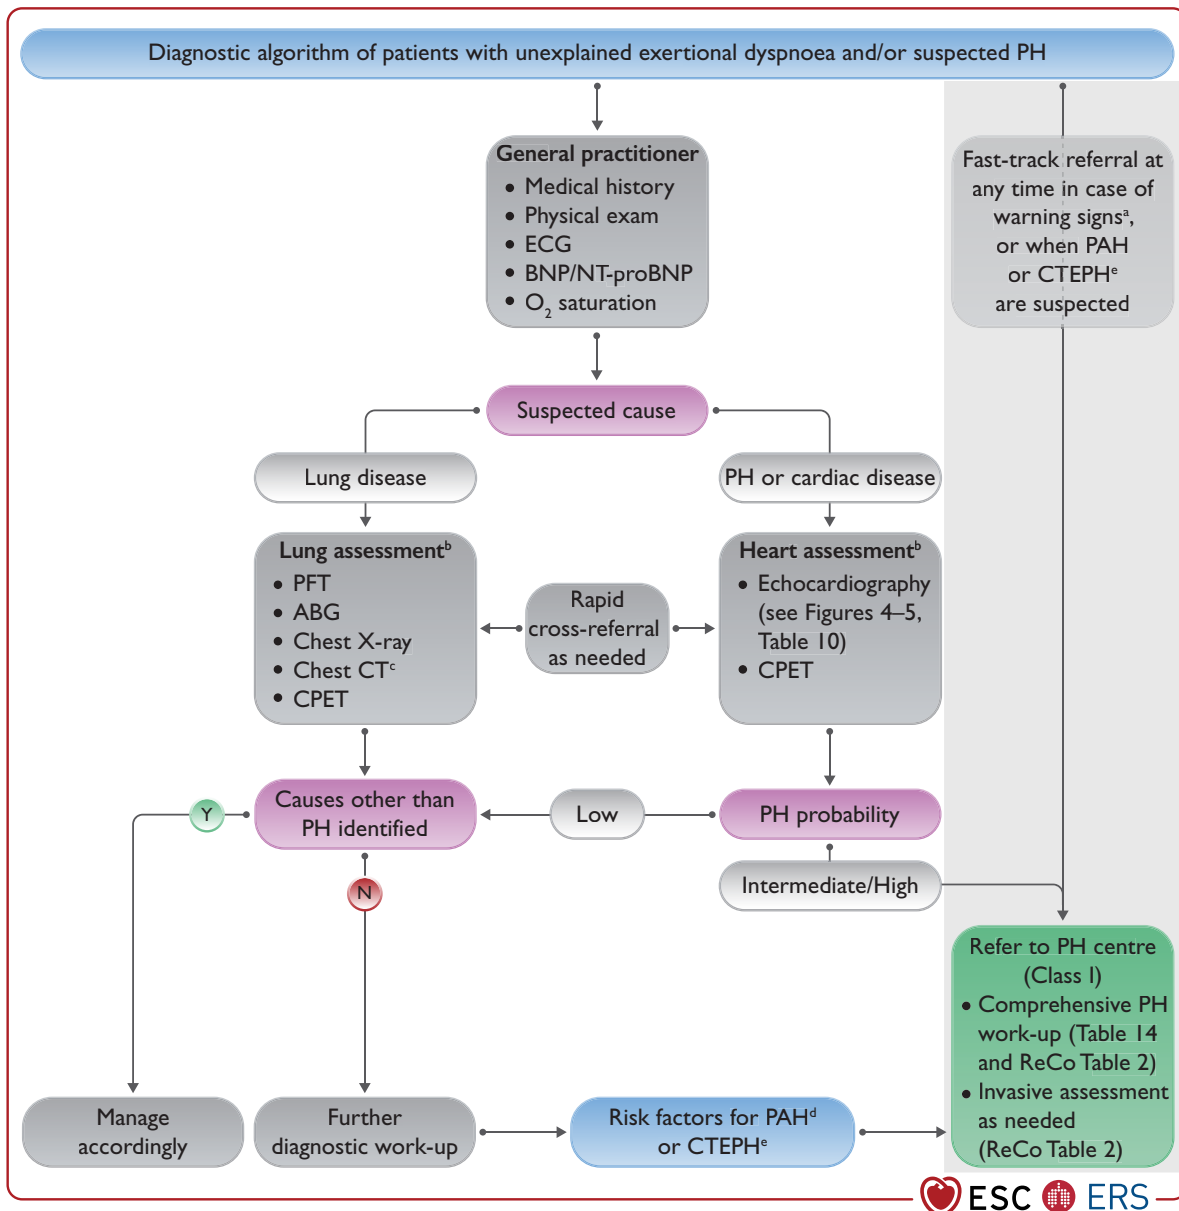 Diagnostic algorithm of patients with unexplained exertional dyspnoea and/or suspected PH
General practitioner
• Medical history
• Physical exam
• ECG
• BNP/NT-proBNP
• O₂ saturation
Fast-track referral at
any time in case of
warning signsᵃ,
or when PAH
or CTEPHᵉ
are suspected
Suspected cause
Lung disease
PH or cardiac disease
Lung assessmentᵇ
• PFT
• ABG
• Chest X-ray
• Chest CTᶜ
• CPET
Rapid
cross-referral
as needed
Heart assessmentᵇ
• Echocardiography
(see Figures 4–5,
Table 10)
• CPET
Y
Causes other than
PH identified
Low
PH probability
N
Intermediate/High
Refer to PH centre
(Class I)
• Comprehensive PH
work-up (Table 14
and ReCo Table 2)
• Invasive assessment
as needed
(ReCo Table 2)
Manage
accordingly
Further
diagnostic work-up
Risk factors for PAHᵈ
or CTEPHᵉ
ESC ERS